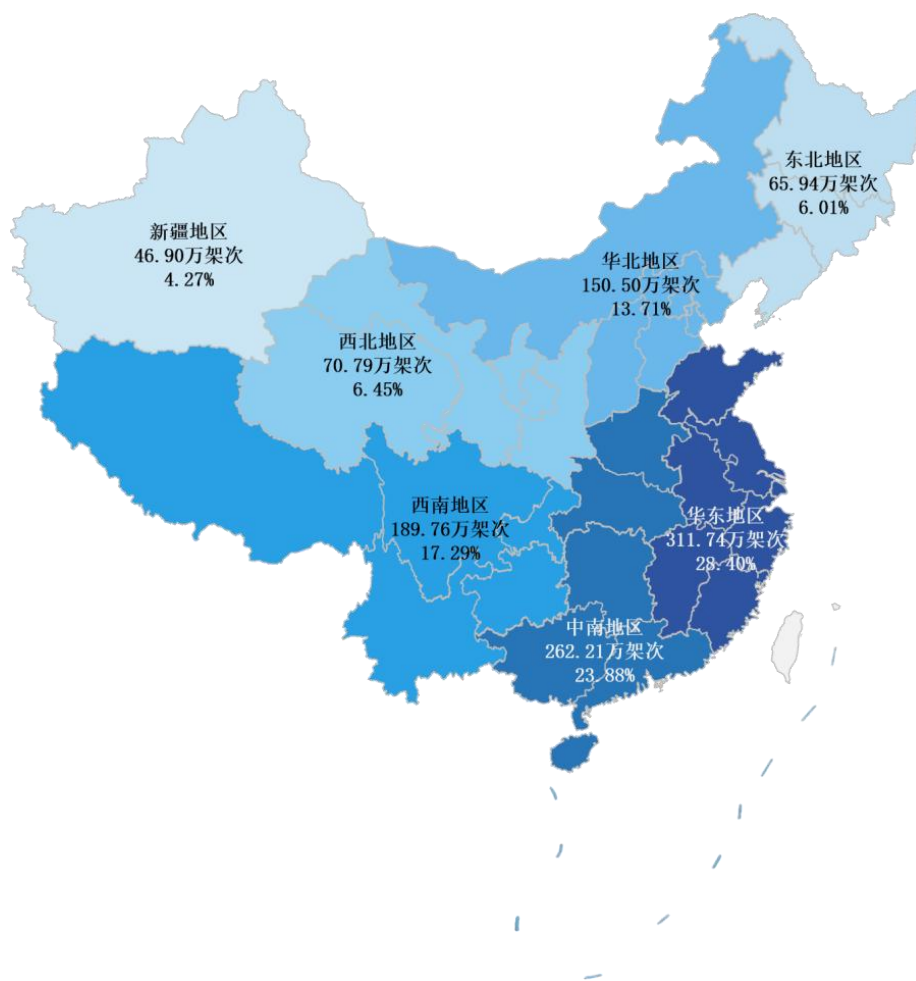 东北地区
65.94万架次
6.01%
新疆地区
46.90万架次
4.27%
华北地区
150.50万架次
13.71%
西北地区
70.79万架次
6.45%
西南地区
189.76万架次
17.29%
华东地区
311.74万架次
28.40%
中南地区
262.21万架次
23.88%